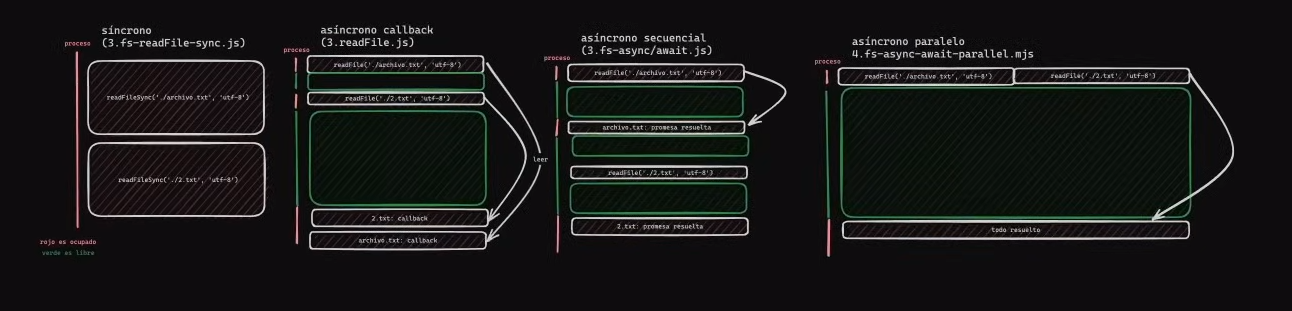 síncrono
(3.fs-readFile-sync.js)
proceso
readFileSync('./archivo.txt', 'utf-8')
readFileSync('./2.txt', 'utf-8')
rojo es ocupado
verde es libre
asíncrono callback
(3.readFile.js)
proceso
readFile('./archivo.txt', 'utf-8')
readFile('./2.txt', 'utf-8')
leer
2.txt: callback
archivo.txt: callback
asíncrono secuencial
(3.fs-async/await.js)
proceso
readFile('./archivo.txt', 'utf-8')
archivo.txt: promesa resuelta
readFile('./2.txt', 'utf-8')
2.txt: promesa resuelta
asíncrono paralelo
4.fs-async-await-parallel.mjs
proceso
readFile('./archivo.txt', 'utf-8')
readFile('./2.txt', 'utf-8')
todo resuelto